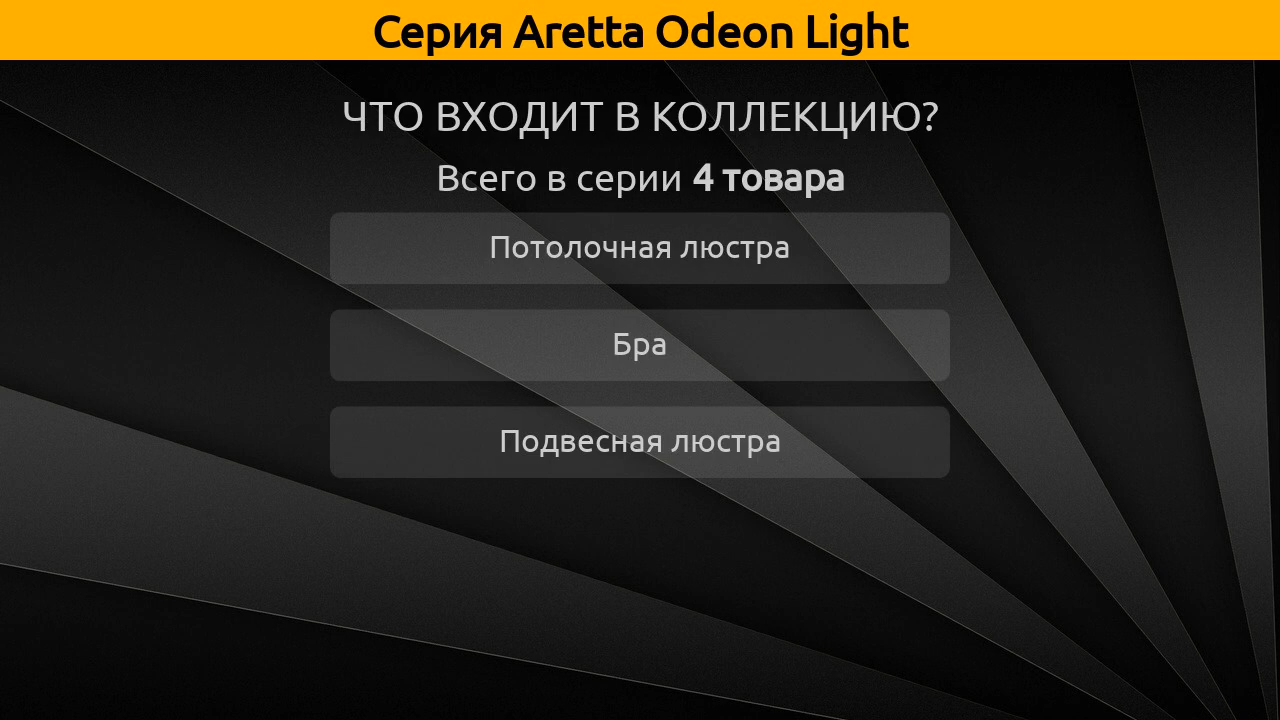 Серия Aretta Odeon Light
ЧТО ВХОДИТ В КОЛЛЕКЦИЮ?
Всего в серии 4 товара
Потолочная люстра
Бра
Подвесная люстра